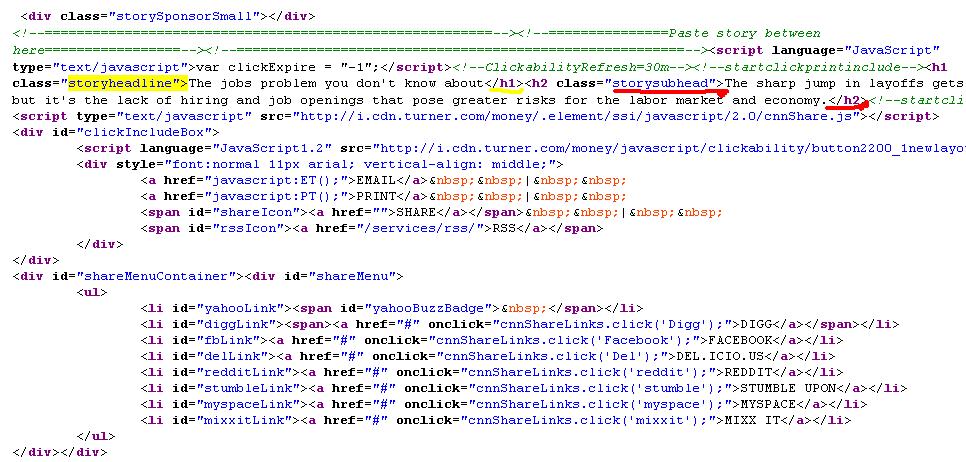 <div class="storySponsorSmall"></div>
<!--=======================================================--><!--==============Paste story between
here================--><!--=====================================================--><script language="JavaScript"
type="text/javascript">var clickExpire = "-1";</script><!--ClickabilityRefresh=30m--><!--startclickprintinclude--><h1
class="storyheadline">The jobs problem you don't know about</h1><h2 class="storysubhead">The sharp jump in layoffs gets
but it's the lack of hiring and job openings that pose greater risks for the labor market and economy.</h2><!--startcli
<script type="text/javascript" src="http://i.cdn.turner.com/money/.element/ssi/javascript/2.0/cnnShare.js"></script>
<div id="clickIncludeBox">
<script language="JavaScript1.2" src="http://i.cdn.turner.com/money/javascript/clickability/button2200_1newlayo
<div style="font:normal 11px arial; vertical-align: middle;">
<a href="javascript:ET();">EMAIL</a>&nbsp;&nbsp;|&nbsp;&nbsp;
<a href="javascript:PT();">PRINT</a>&nbsp;&nbsp;|&nbsp;&nbsp;
<span id="shareIcon"><a href="">SHARE</a></span>&nbsp;&nbsp;|&nbsp;&nbsp;
<span id="rssIcon"><a href="/services/rss/">RSS</a></span>
</div>
</div>
<div id="shareMenuContainer"><div id="shareMenu">
<ul>
<li id="yahooLink"><span id="yahooBuzzBadge">&nbsp;</span></li>
<li id="diggLink"><span><a href="#" onclick="cnnShareLinks.click('Digg');">DIGG</a></span></li>
<li id="fbLink"><a href="#" onclick="cnnShareLinks.click('Facebook');">FACEBOOK</a></li>
<li id="delLink"><a href="#" onclick="cnnShareLinks.click('Del');">DEL.ICIO.US</a></li>
<li id="redditLink"><a href="#" onclick="cnnShareLinks.click('reddit');">REDDIT</a></li>
<li id="stumbleLink"><a href="#" onclick="cnnShareLinks.click('stumble');">STUMBLE UPON</a></li>
<li id="myspaceLink"><a href="#" onclick="cnnShareLinks.click('myspace');">MYSPACE</a></li>
<li id="mixxitLink"><a href="#" onclick="cnnShareLinks.click('mixxit');">MIXX IT</a></li>
</ul>
</div></div>